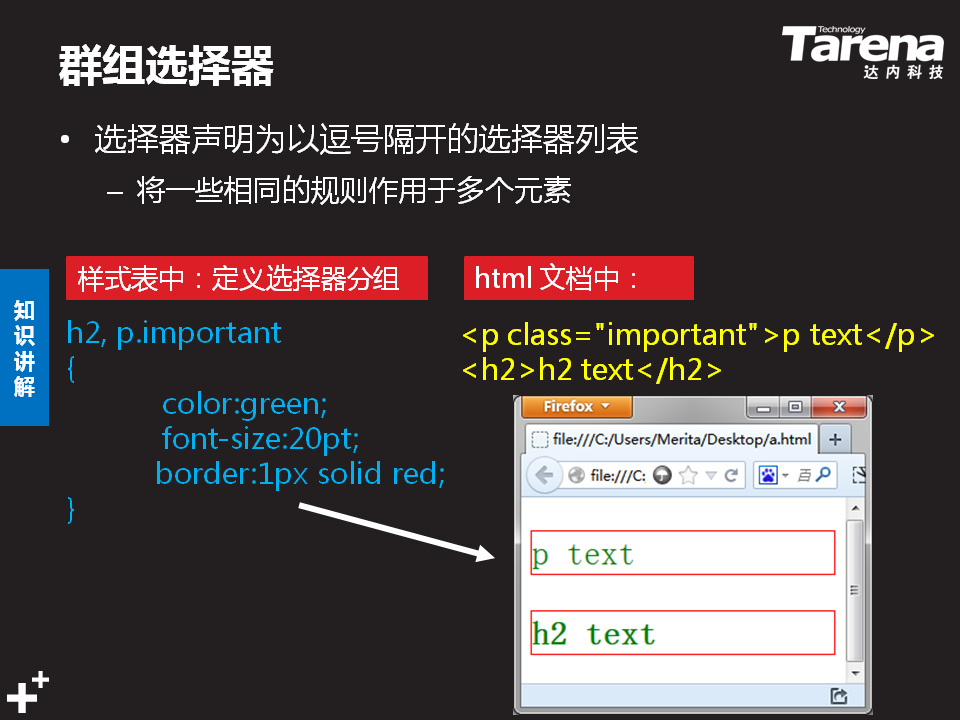 群组选择器
Technology
Tarena
达内科技
• 选择器声明为以逗号隔开的选择器列表
– 将一些相同的规则作用于多个元素
知识讲解
样式表中：定义选择器分组
h2, p.important
{
color:green;
font-size:20pt;
border:1px solid red;
}
html 文档中：
<p class="important">p text</p>
<h2>h2 text</h2>
Firefox
file:///C:/Users/Merita/Desktop/a.html
file:///C: 百
p text
h2 text